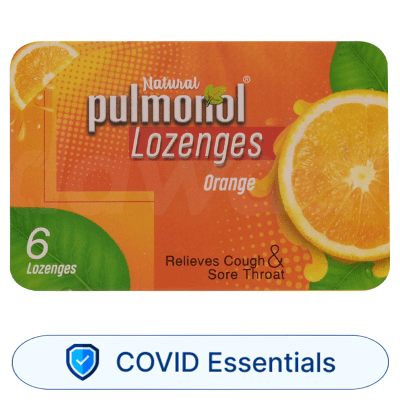 Natural
pulmonol®
Lozenges
Orange
6
Lozenges
Relieves Cough &
Sore Throat
COVID Essentials